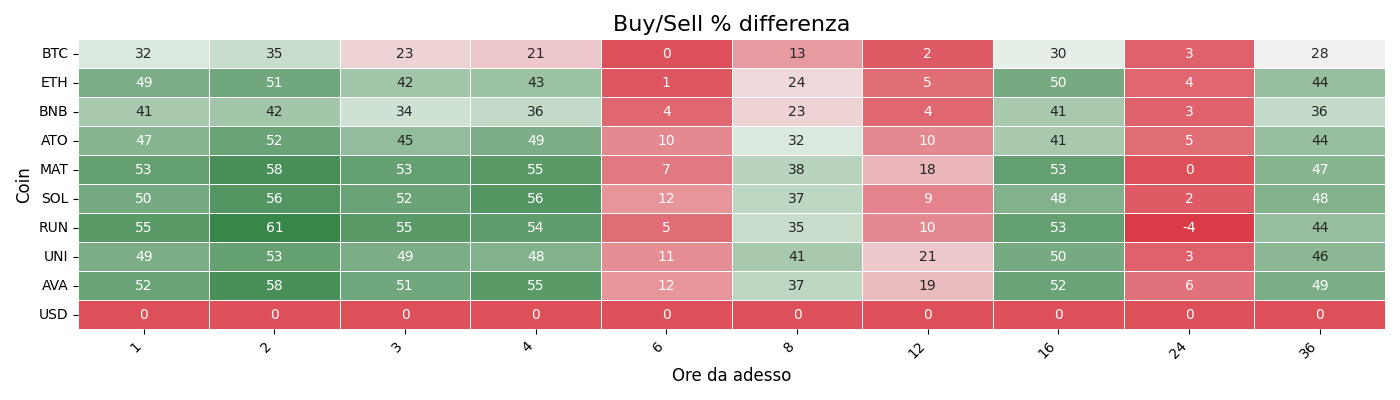 Buy/Sell % differenza
Coin
BTC 32 35 23 21 0 13 2 30 3 28
ETH 49 51 42 43 1 24 5 50 4 44
BNB 41 42 34 36 4 23 4 41 3 36
ATO 47 52 45 49 10 32 10 41 5 44
MAT 53 58 53 55 7 38 18 53 0 47
SOL 50 56 52 56 12 37 9 48 2 48
RUN 55 61 55 54 5 35 10 53 -4 44
UNI 49 53 49 48 11 41 21 50 3 46
AVA 52 58 51 55 12 37 19 52 6 49
USD 0 0 0 0 0 0 0 0 0 0
1 2 3 4 6 8 12 16 24 36
Ore da adesso